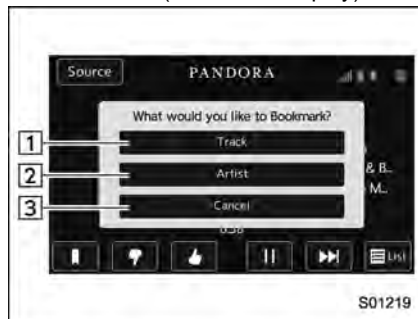 Source PANDORA
What would you like to Bookmark?
1 Track
& B..
2 Artist
M..
3 Cancel
List
S01219